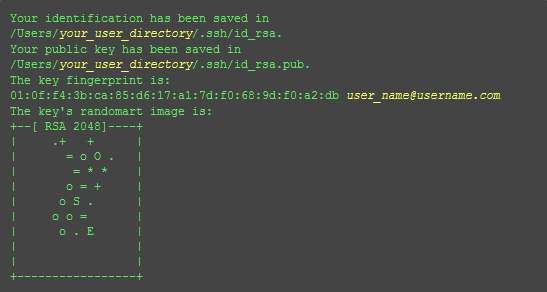 Your identification has been saved in
/Users/your_user_directory/.ssh/id_rsa.
Your public key has been saved in
/Users/your_user_directory/.ssh/id_rsa.pub.
The key fingerprint is:
01:0f:f4:3b:ca:85:d6:17:a1:7d:f0:68:9d:f0:a2:db user_name@username.com
The key's randomart image is:
+--[ RSA 2048]----+
|     .+   +      |
|       = o O .   |
|        = * *    |
|       o = +     |
|      o S .      |
|     o o =       |
|      o . E      |
|                 |
|                 |
+-----------------+